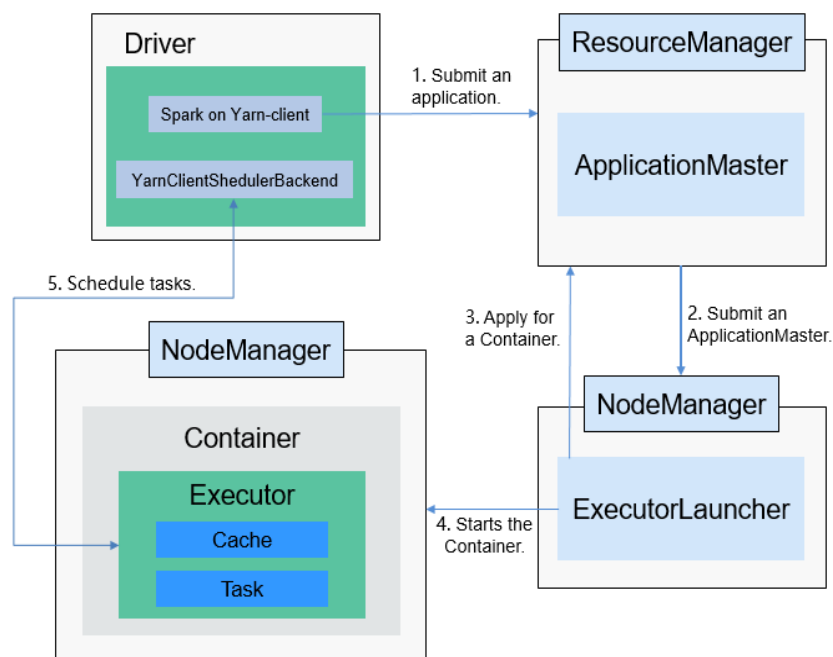 Driver
Spark on Yarn-client
YarnClientShedulerBackend
1. Submit an
application.
ResourceManager
ApplicationMaster
5. Schedule tasks.
3. Apply for
a Container.
2. Submit an
ApplicationMaster.
NodeManager
Container
Executor
Cache
Task
4. Starts the
Container.
NodeManager
ExecutorLauncher